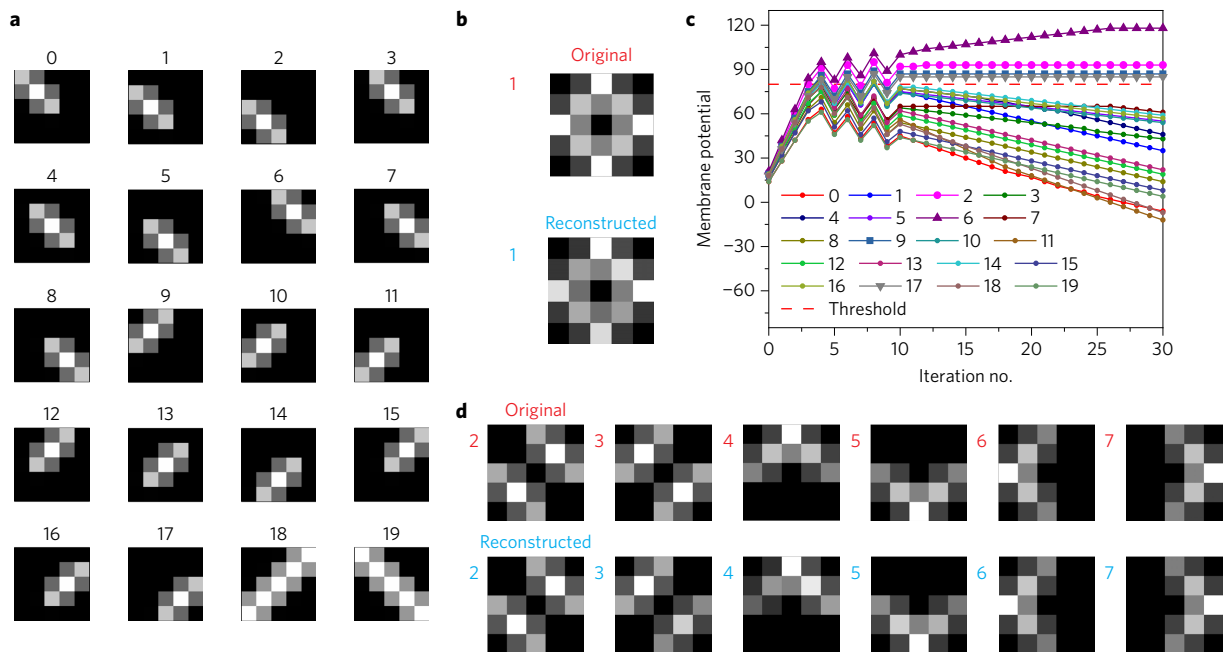 a
0 1 2 3
4 5 6 7
8 9 10 11
12 13 14 15
16 17 18 19
b
Original
1
Reconstructed
1
c
Membrane potential
120
90
60
30
0
−30
−60
0 1 2 3
4 5 6 7
8 9 10 11
12 13 14 15
16 17 18 19
Threshold
0 5 10 15 20 25 30
Iteration no.
d
Original
2 3 4 5 6 7
Reconstructed
2 3 4 5 6 7